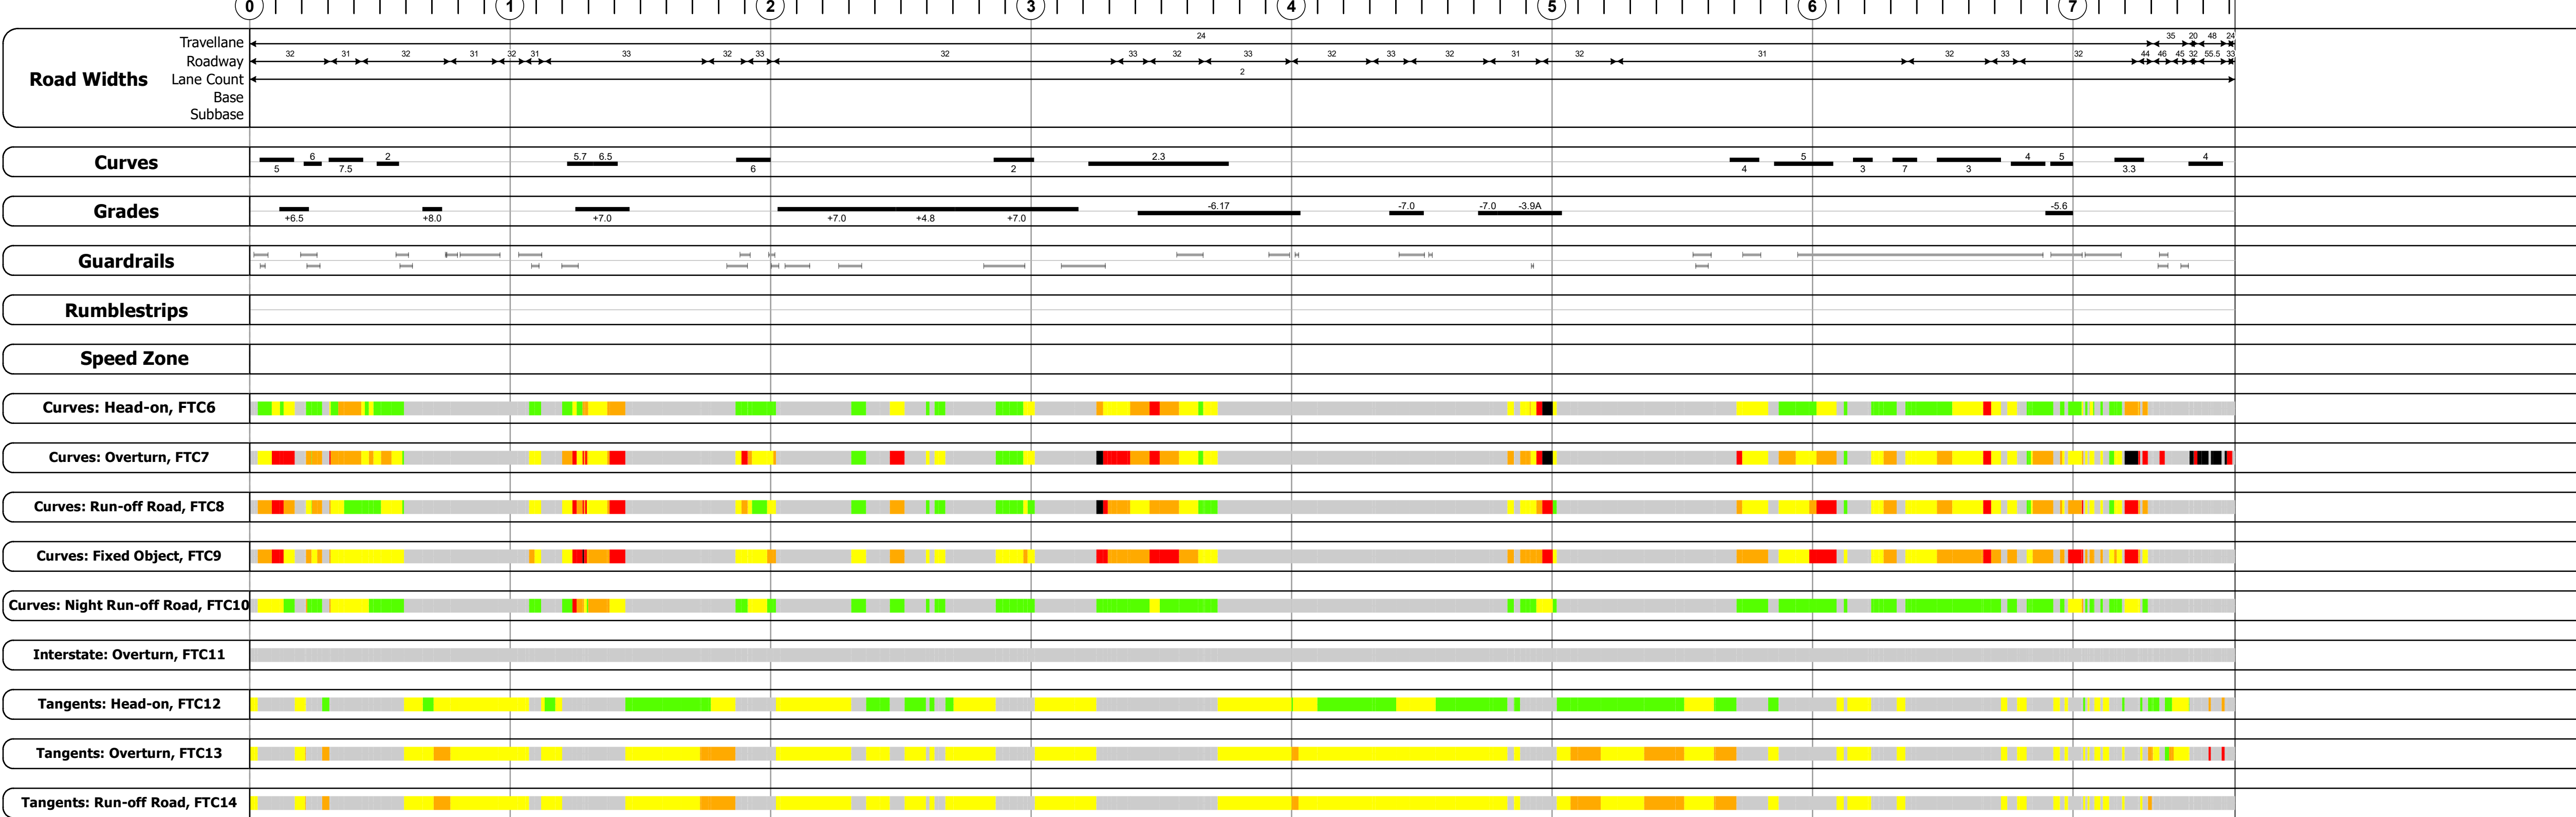 0 1 2 3 4 5 6 7
Travellane 24 35 20 48 24
Roadway 32 31 32 31 32 31 33 32 33 32 33 32 33 32 33 32 31 32 31 32 33 32 44 46 45 32 55.5 33
Road Widths
Lane Count 2
Base
Subbase
6 2 5.7 6.5 2.3 5 4 5 4
Curves
5 7.5 6 2 4 3 7 3 3.3
-6.17 -7.0 -7.0 -3.9A -5.6
Grades
+6.5 +8.0 +7.0 +7.0 +4.8 +7.0
Guardrails
Rumblestrips
Speed Zone
Curves: Head-on, FTC6
Curves: Overturn, FTC7
Curves: Run-off Road, FTC8
Curves: Fixed Object, FTC9
Curves: Night Run-off Road, FTC10
Interstate: Overturn, FTC11
Tangents: Head-on, FTC12
Tangents: Overturn, FTC13
Tangents: Run-off Road, FTC14